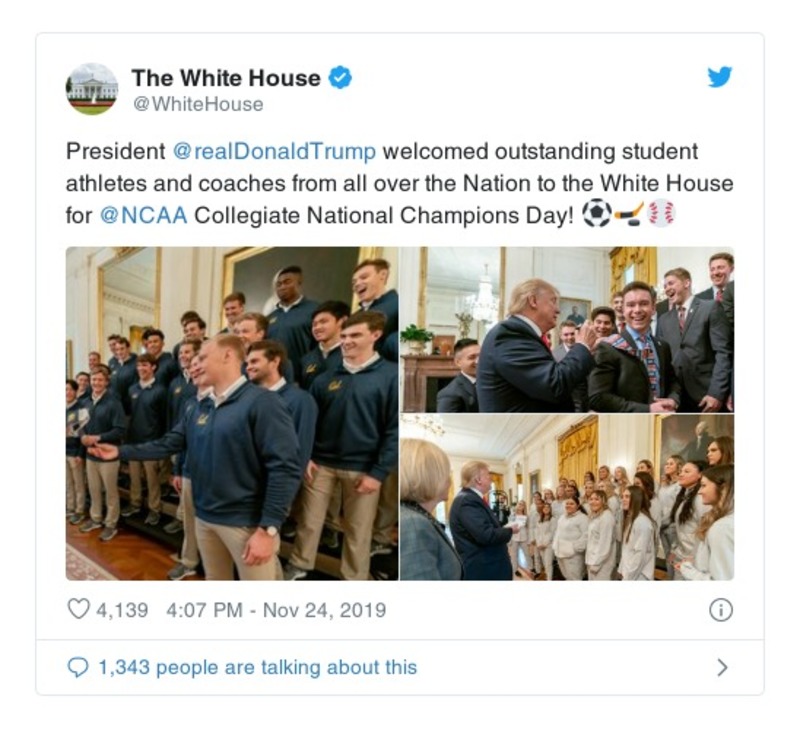 The White House
@WhiteHouse
President @realDonaldTrump welcomed outstanding student
athletes and coaches from all over the Nation to the White House
for @NCAA Collegiate National Champions Day! ⚽🏒⚾
Cal
4,139 4:07 PM - Nov 24, 2019
1,343 people are talking about this